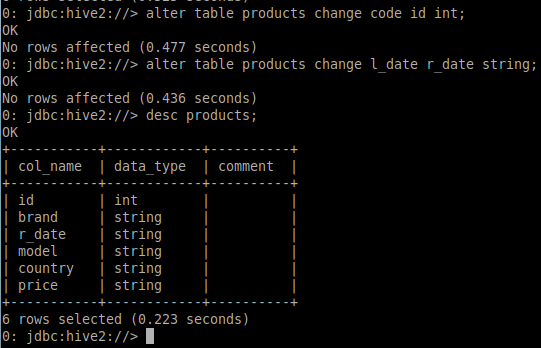 0: jdbc:hive2://> alter table products change code id int;
OK
No rows affected (0.477 seconds)
0: jdbc:hive2://> alter table products change l_date r_date string;
OK
No rows affected (0.436 seconds)
0: jdbc:hive2://> desc products;
OK
+-----------+------------+----------+
| col_name  | data_type  | comment  |
+-----------+------------+----------+
| id        | int        |          |
| brand     | string     |          |
| r_date    | string     |          |
| model     | string     |          |
| country   | string     |          |
| price     | string     |          |
+-----------+------------+----------+
6 rows selected (0.223 seconds)
0: jdbc:hive2://>